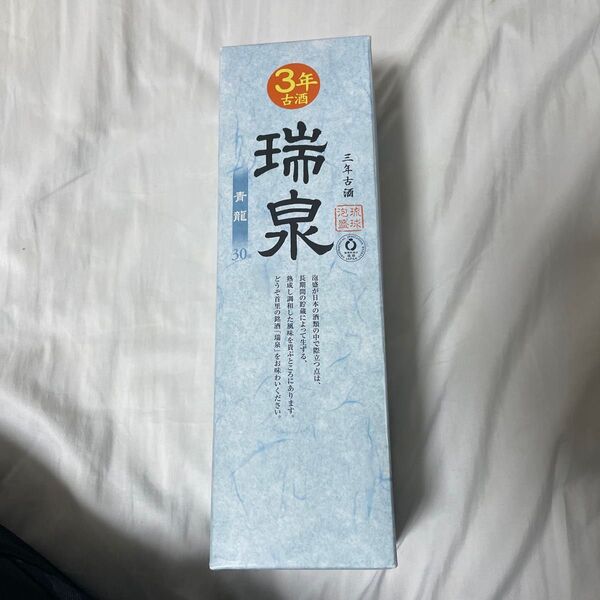 3年
古酒
瑞泉
三年古酒
琉球
泡盛
青龍
30度
泡盛が日本の酒類の中で際立つ点は、
長期間の貯蔵によって生ずる、
熟成し調和した風味を貴ぶところにあります。
どうぞ首里の銘酒「瑞泉」をお味わいください。